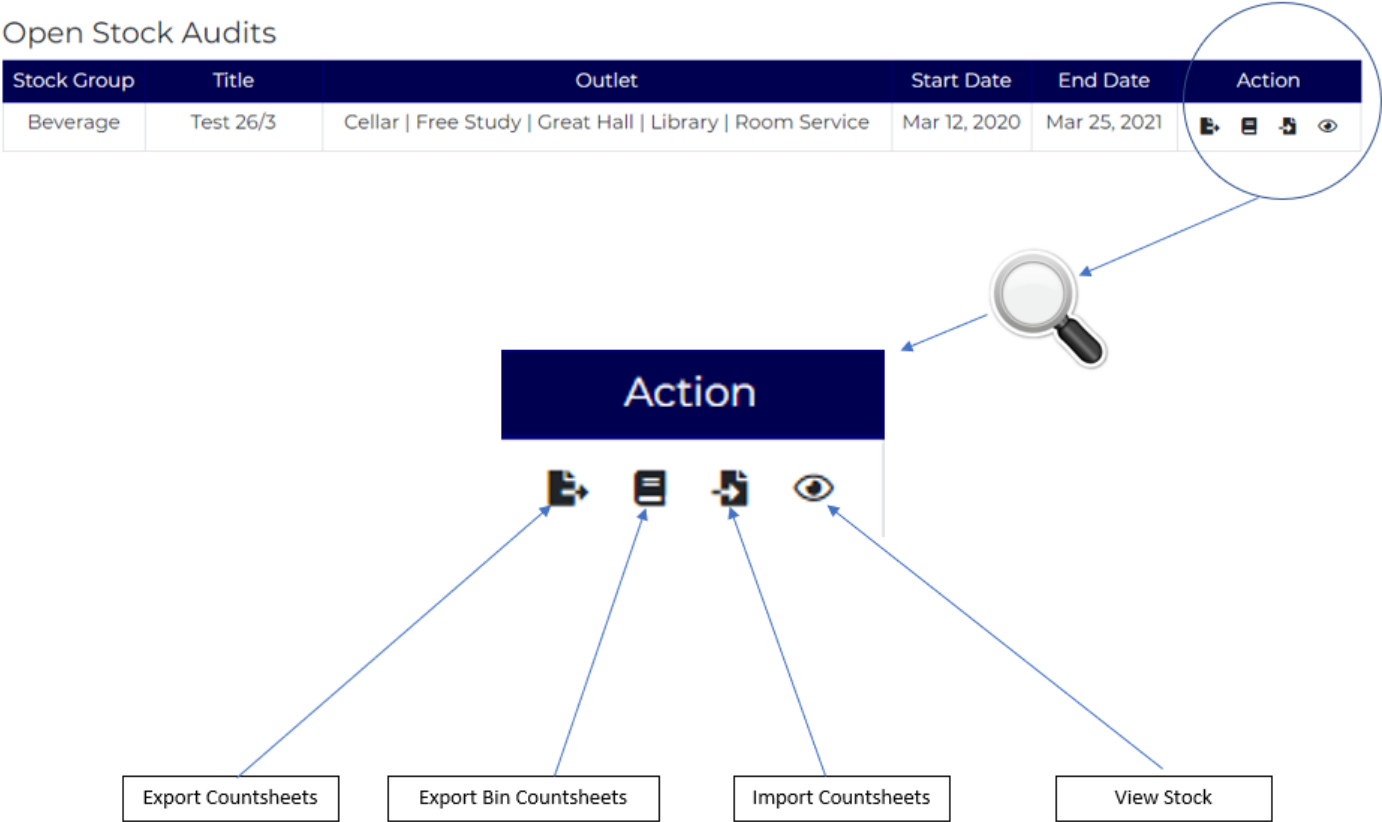 Open Stock Audits
Stock Group Title Outlet Start Date End Date Action
Beverage Test 26/3 Cellar | Free Study | Great Hall | Library | Room Service Mar 12, 2020 Mar 25, 2021
Action
Export Countsheets Export Bin Countsheets Import Countsheets View Stock